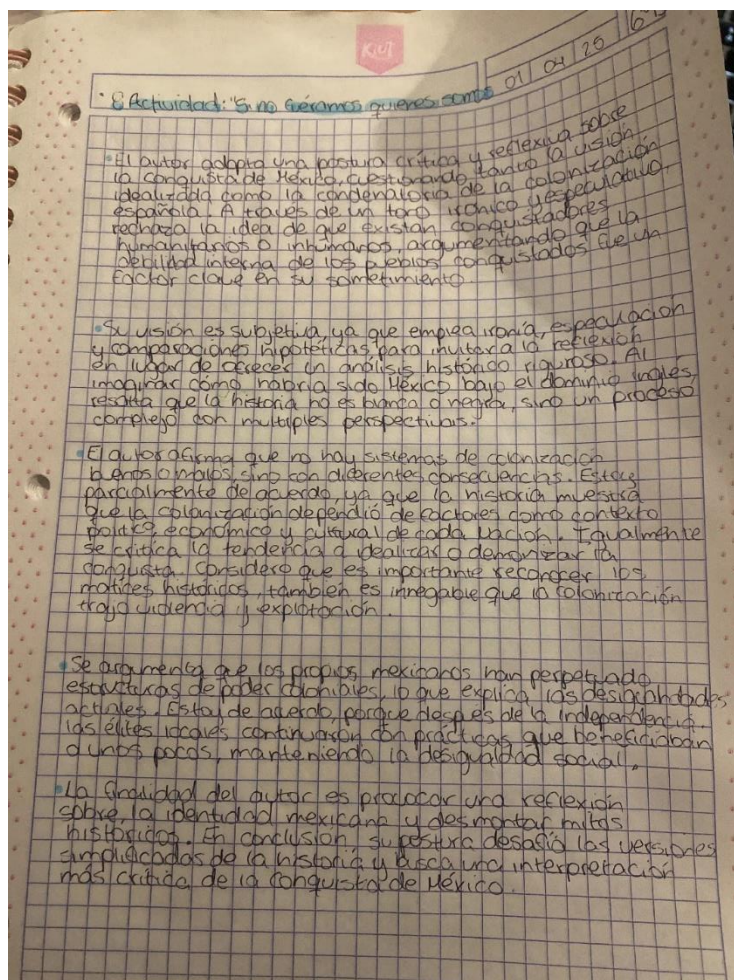 KIUT
01 04 25
• & Actividad: "Si no fuéramos quienes somos
• El autor adopta una postura crítica y reflexiva sobre
la conquista de México, cuestionando tanto la visión
idealizada como la condenatoria de la colonización
española. A través de un tono irónico y especulativo
rechaza la idea de que existan conquistadores
humanitarios o inhumanos, argumentando que la
debilidad interna de los pueblos conquistados fue un
factor clave en su sometimiento.
• Su visión es subjetiva, ya que emplea ironía, especulación
y comparaciones hipotéticas, para invitar a la reflexión
en lugar de ofrecer un análisis histórico riguroso. Al
imaginar cómo habría sido México bajo el dominio inglés,
resalta que la historia no es blanca o negra, sino un proceso
complejo con multiples perspectivas.
• El autor afirma que no hay sistemas de colonización
buenos o malos, sino con diferentes consecuencias. Estoy
parcialmente de acuerdo, ya que la historia muestra
que la colonización dependió de factores como contexto
político, económico y cultural de cada nación. Igualmente
se critica la tendencia a idealizar o demonizar la
conquista. Considero que es importante reconocer los
matices históricos, también es innegable que la colonización
trajo violencia y explotación.
• Se argumenta que los propios mexicanos han perpetuado
estructuras de poder coloniales, lo que explica las desigualdades
actuales. Estoy de acuerdo, porque después de la independencia.
las élites locales continuaron con prácticas que beneficiaban
a unos pocos, manteniendo la desigualdad social.
• La finalidad del autor es provocar una reflexión
sobre la identidad mexicana y desmontar mitos
históricos. En conclusión, su postura desafía las versiones
simplificadas de la historia y busca una interpretación
más crítica de la conquista de México.